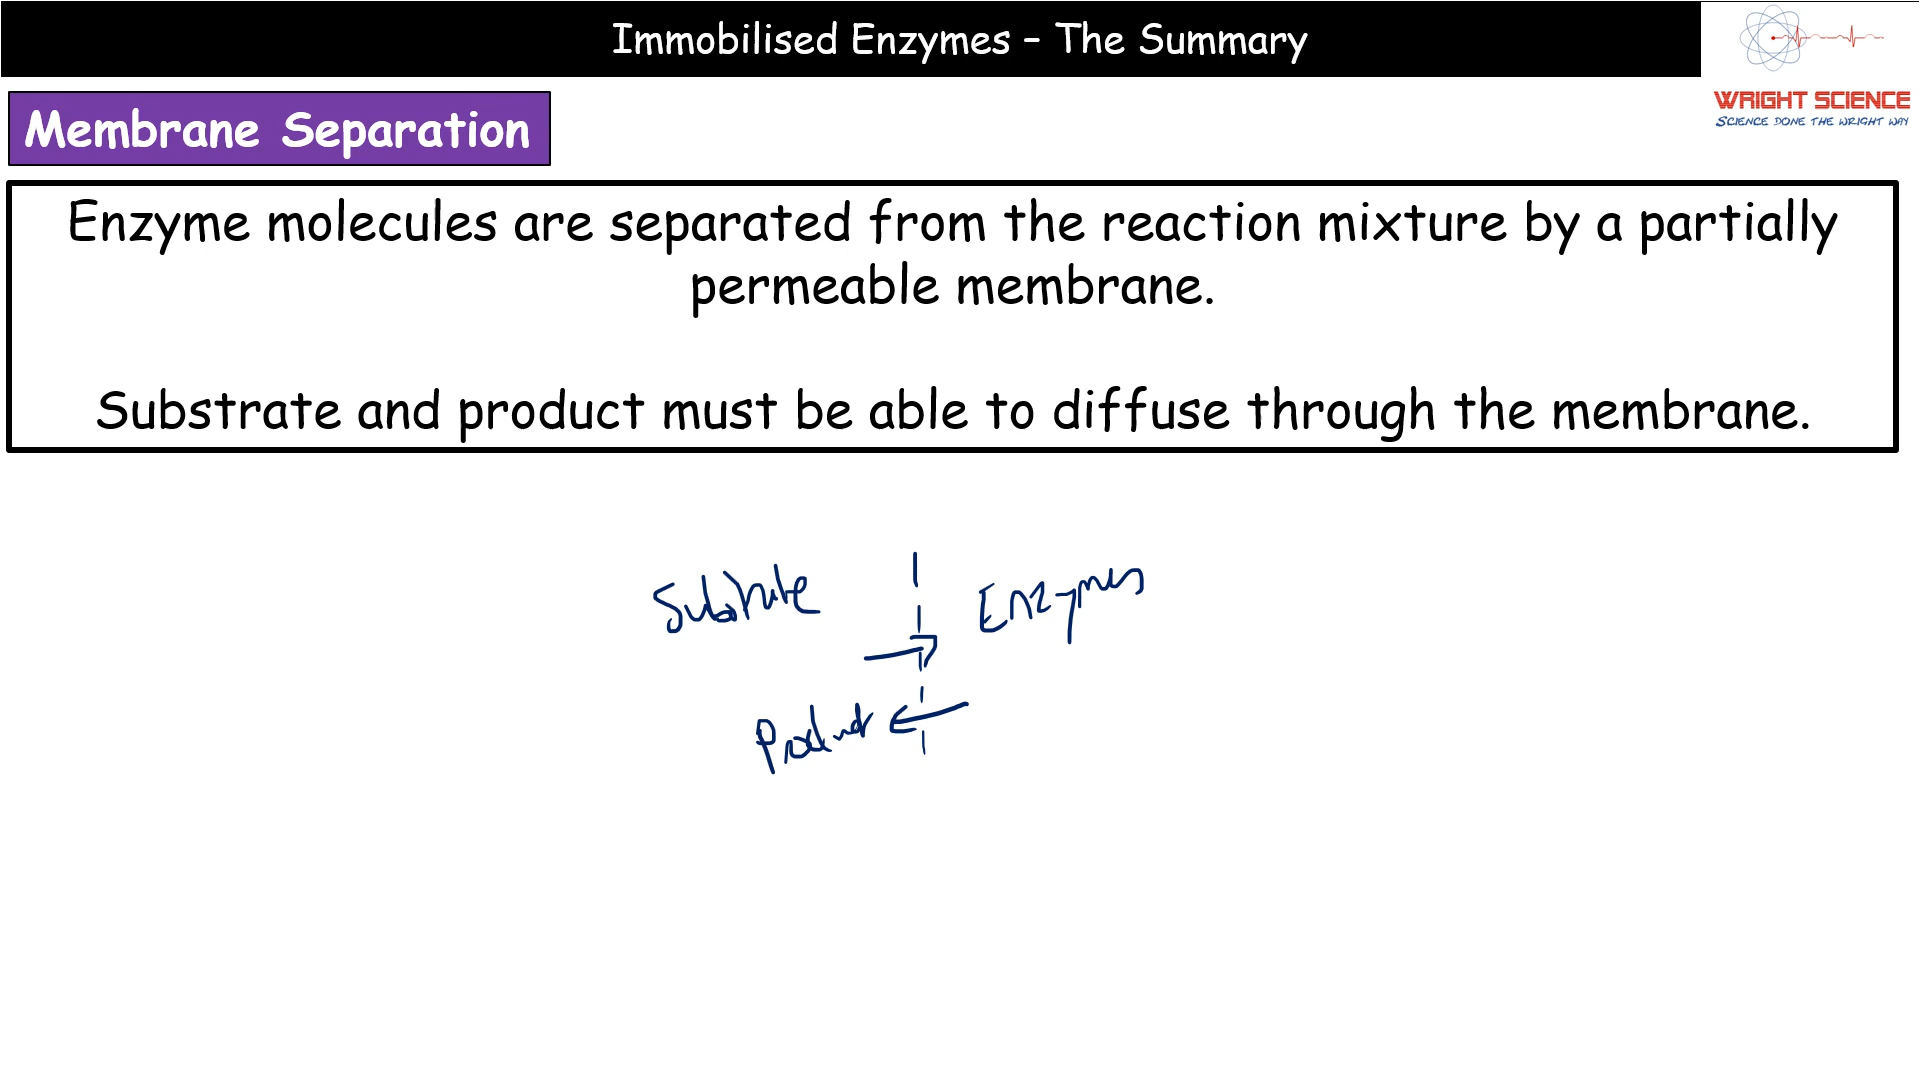 Immobilised Enzymes – The Summary
WRIGHT SCIENCE
SCIENCE DONE THE WRIGHT WAY
Membrane Separation
Enzyme molecules are separated from the reaction mixture by a partially
permeable membrane.
Substrate and product must be able to diffuse through the membrane.
Substrate
Enzymes
Product